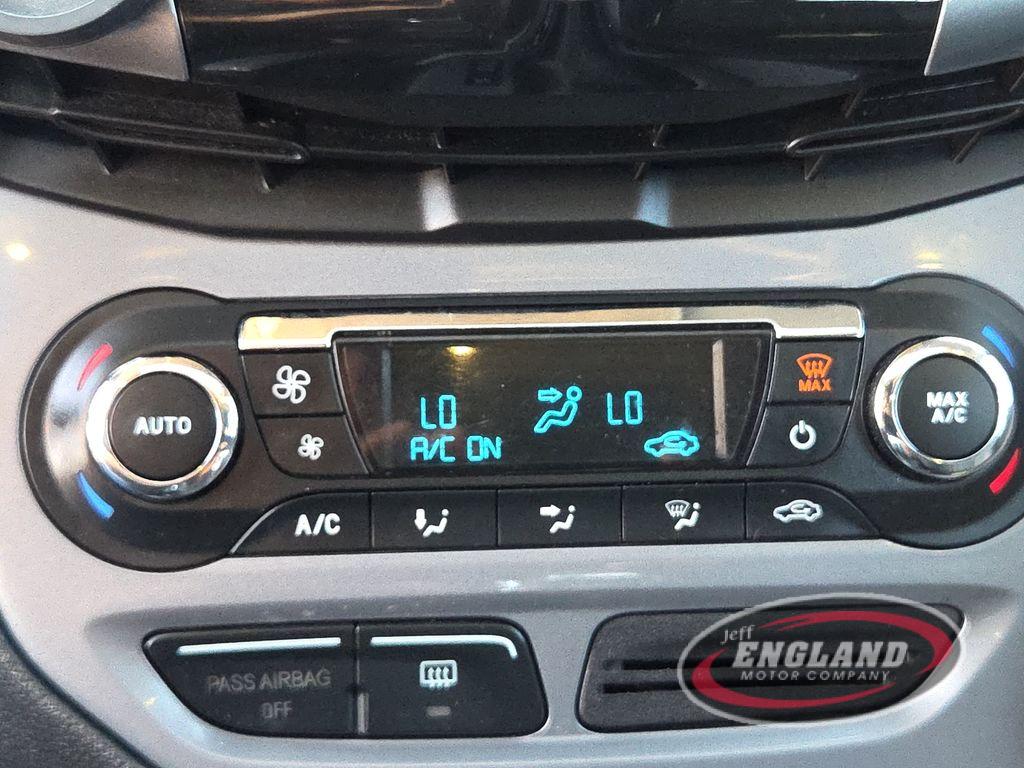 MAX
AUTO
LO
LO
A/C ON
MAX
A/C
A/C
PASS AIRBAG
OFF
Jeff
ENGLAND
MOTOR COMPANY